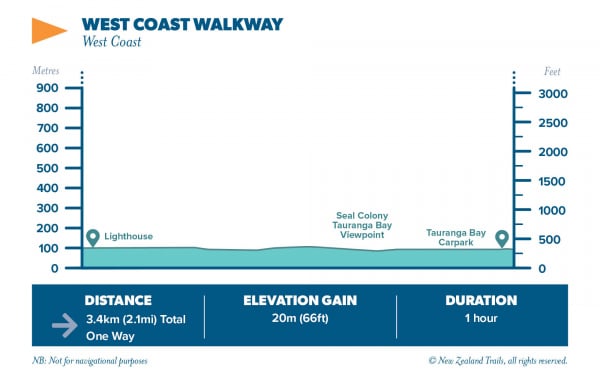 WEST COAST WALKWAY
West Coast
Metres
Feet
900
800
700
600
500
400
300
200
100
0
3000
2500
2000
1500
1000
500
0
Lighthouse
Seal Colony
Tauranga Bay
Viewpoint
Tauranga Bay
Carpark
DISTANCE
3.4km (2.1mi) Total
One Way
ELEVATION GAIN
20m (66ft)
DURATION
1 hour
NB: Not for navigational purposes
© New Zealand Trails, all rights reserved.